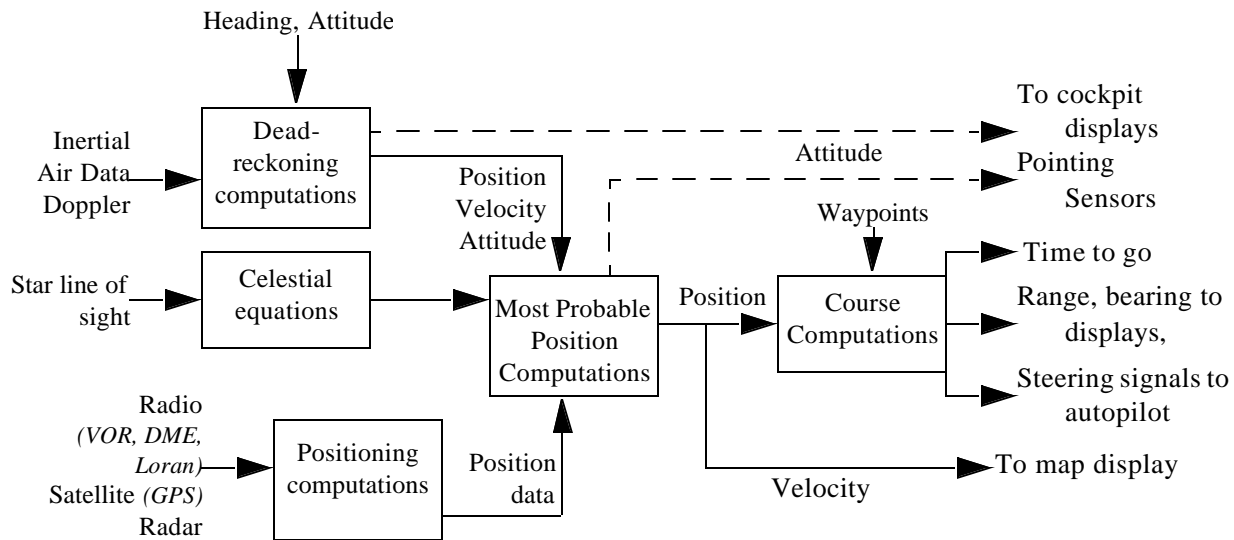 Heading, Attitude
Inertial
Air Data
Doppler
Dead-
reckoning
computations
To cockpit
displays
Attitude
Pointing
Sensors
Position
Velocity
Attitude
Waypoints
Star line of
sight
Celestial
equations
Most Probable
Position
Computations
Position
Course
Computations
Time to go
Range, bearing to
displays,
Steering signals to
autopilot
Radio
(VOR, DME,
Loran)
Satellite (GPS)
Radar
Positioning
computations
Position
data
Velocity
To map display